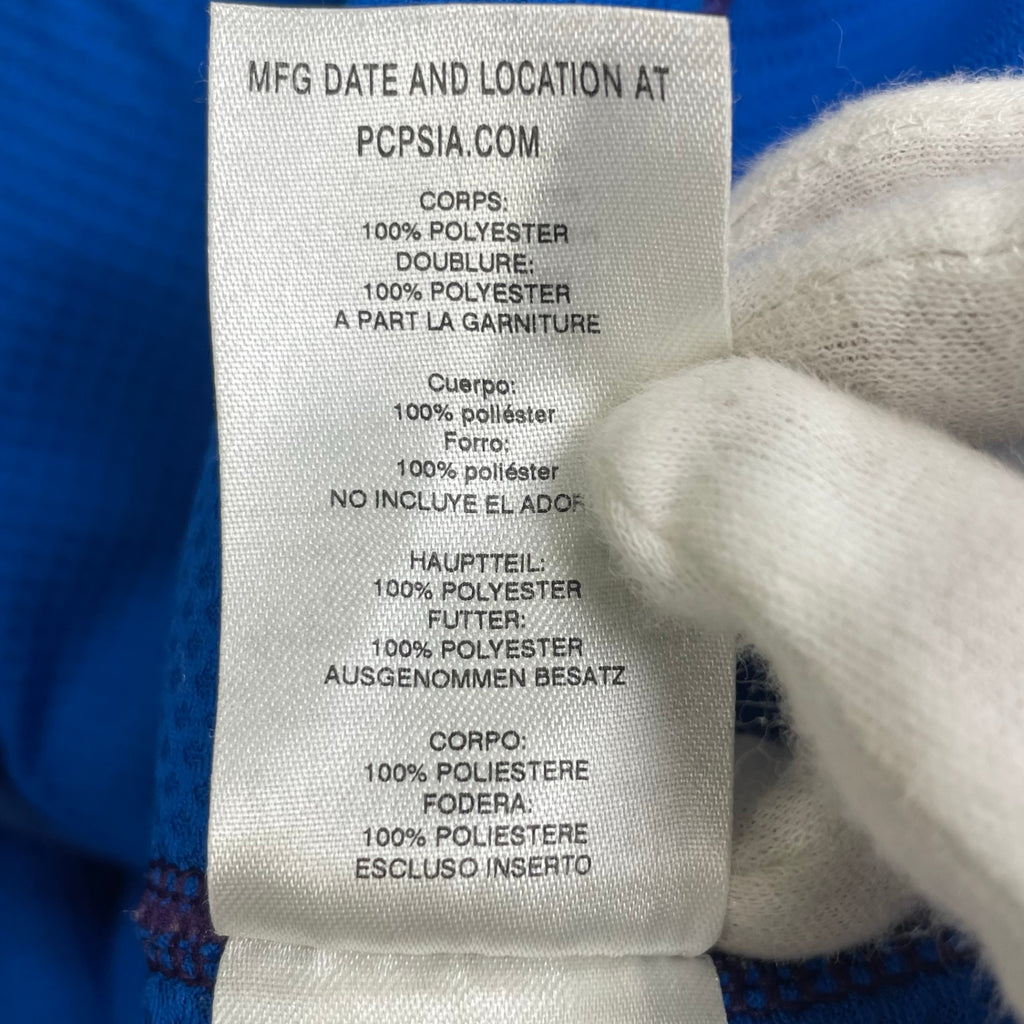 MFG DATE AND LOCATION AT
PCPSIA.COM
CORPS:
100% POLYESTER
DOUBLURE:
100% POLYESTER
A PART LA GARNITURE
Cuerpo:
100% poliéster
Forro:
100% poliéster
NO INCLUYE EL
HAUPTTEIL:
100% POLYESTER
FUTTER:
100% POLYESTER
AUSGENOMMEN BESATZ
CORPO:
100% POLIESTERE
FODERA:
100% POLIESTERE
ESCLUSO INSERTO